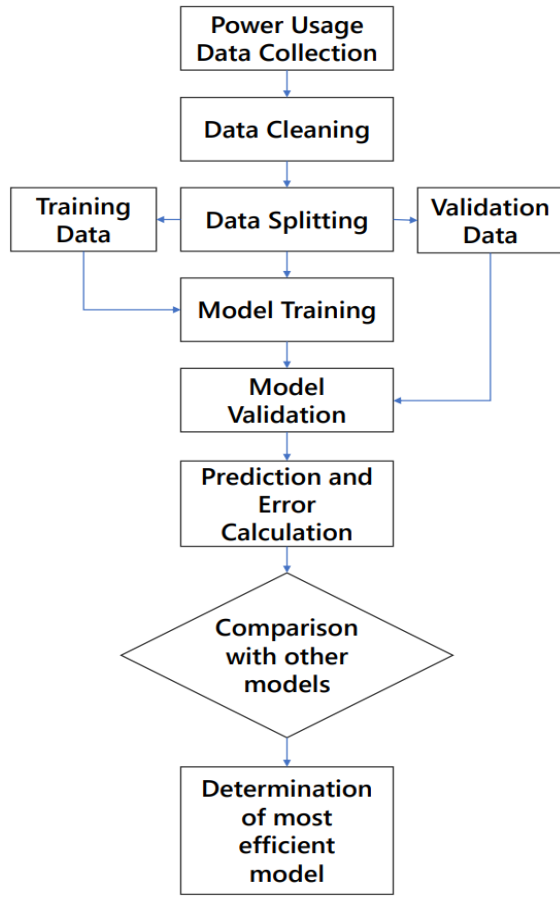 Power Usage
Data Collection
Data Cleaning
Training
Data
Data Splitting
Validation
Data
Model Training
Model
Validation
Prediction and
Error
Calculation
Comparison
with other
models
Determination
of most
efficient
model